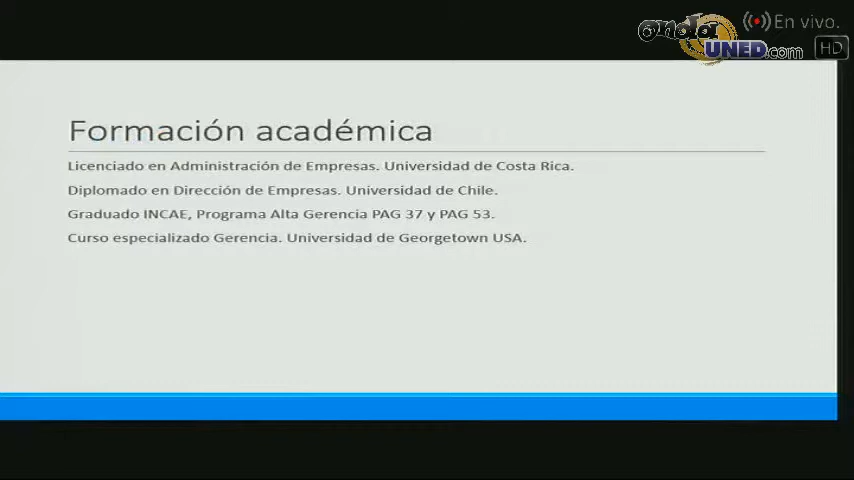 onda
UNED.com
En vivo.
HD
Formación académica
Licenciado en Administración de Empresas. Universidad de Costa Rica.
Diplomado en Dirección de Empresas. Universidad de Chile.
Graduado INCAE, Programa Alta Gerencia PAG 37 y PAG 53.
Curso especializado Gerencia. Universidad de Georgetown USA.